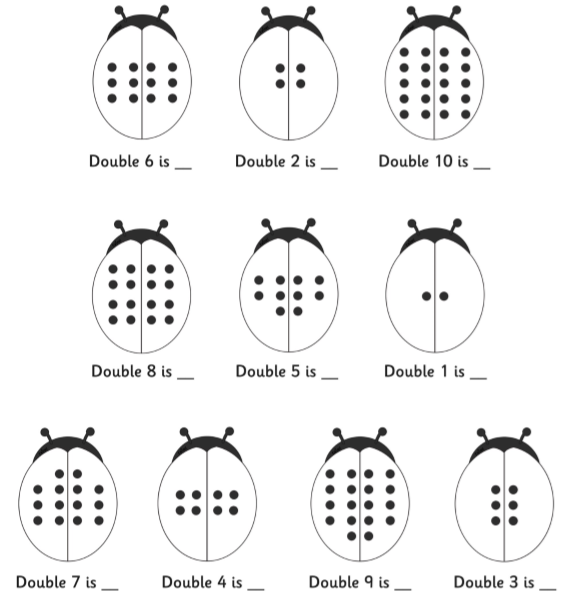 Double 6 is __ Double 2 is __ Double 10 is __
Double 8 is __ Double 5 is __ Double 1 is __
Double 7 is __ Double 4 is __ Double 9 is __ Double 3 is __